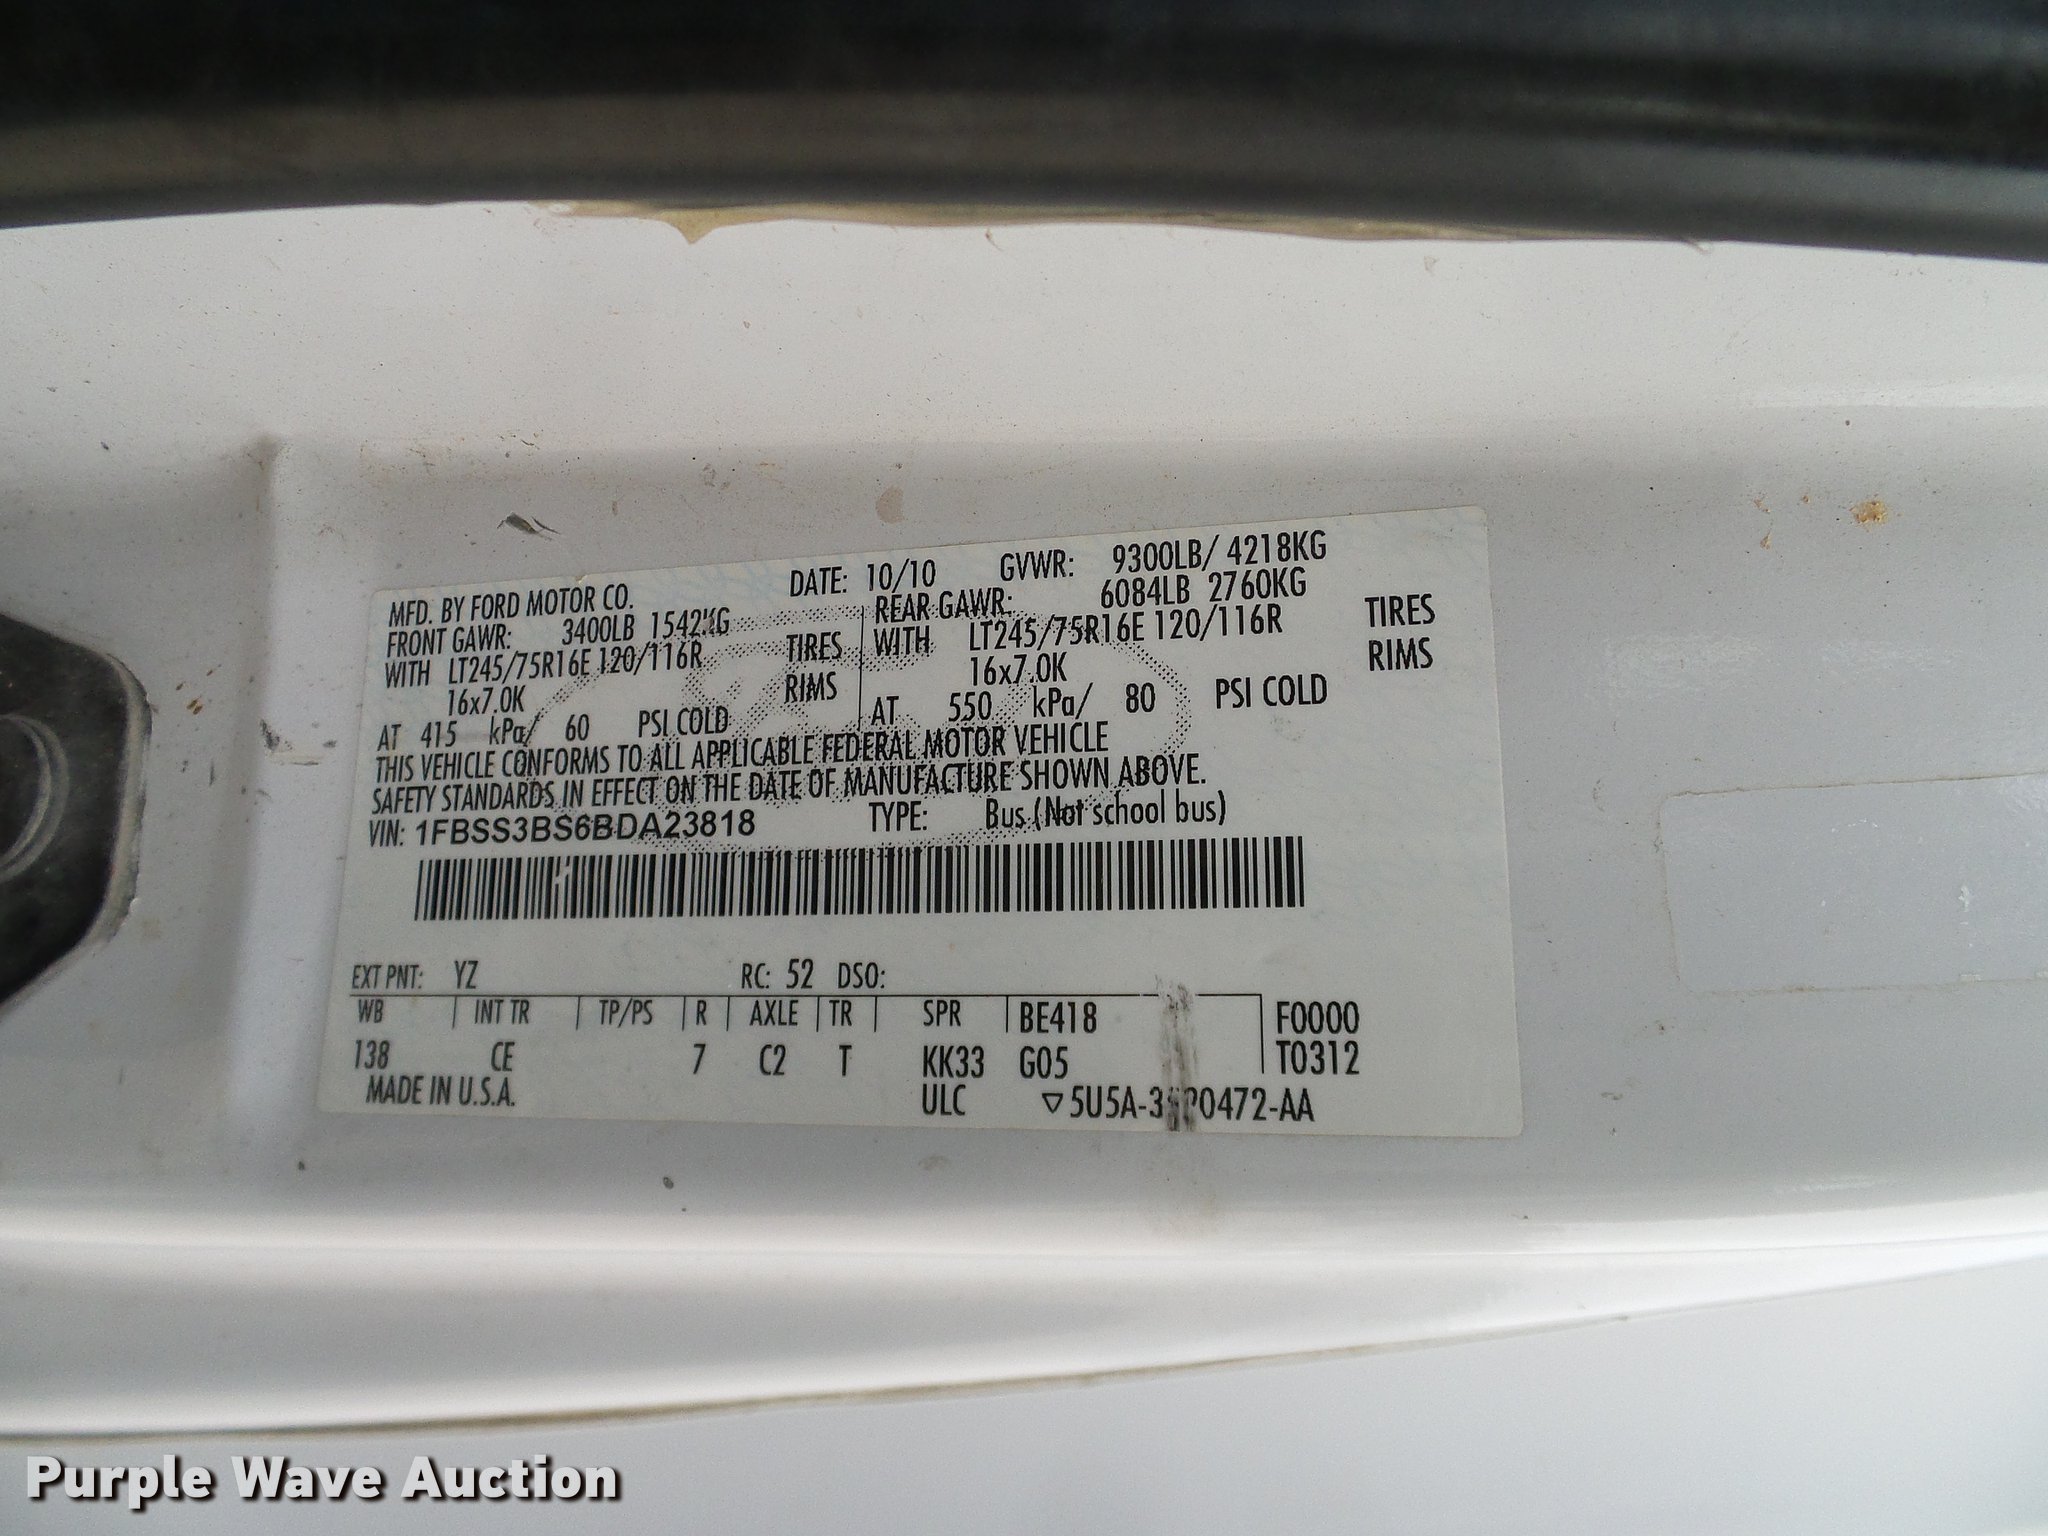 MFD. BY FORD MOTOR CO. DATE: 10/10 GVWR: 9300LB/ 4218KG
FRONT GAWR: 3400LB 1542KG REAR GAWR: 6084LB 2760KG
WITH LT245/75R16E 120/116R TIRES WITH LT245/75R16E 120/116R TIRES
16x7.0K RIMS 16x7.0K RIMS
AT 415 kPa/ 60 PSI COLD AT 550 kPa/ 80 PSI COLD
THIS VEHICLE CONFORMS TO ALL APPLICABLE FEDERAL MOTOR VEHICLE
SAFETY STANDARDS IN EFFECT ON THE DATE OF MANUFACTURE SHOWN ABOVE.
VIN: 1FBSS3BS6BDA23818 TYPE: Bus (Not school bus)
EXT PNT: YZ RC: 52 DSO:
WB INT TR TP/PS R AXLE TR SPR BE418 F0000
138 CE 7 C2 T KK33 G05 T0312
MADE IN U.S.A. ULC
Purple Wave Auction